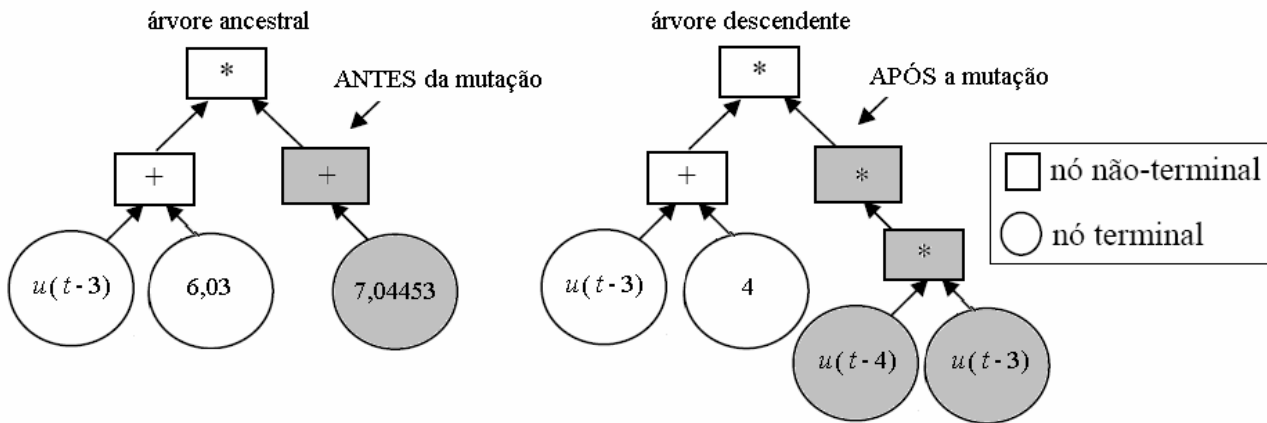 árvore ancestral
*
ANTES da mutação
+
+
u(t-3)
6,03
7,04453
árvore descendente
*
APÓS a mutação
+
*
u(t-3)
4
*
u(t-4)
u(t-3)
nó não-terminal
nó terminal